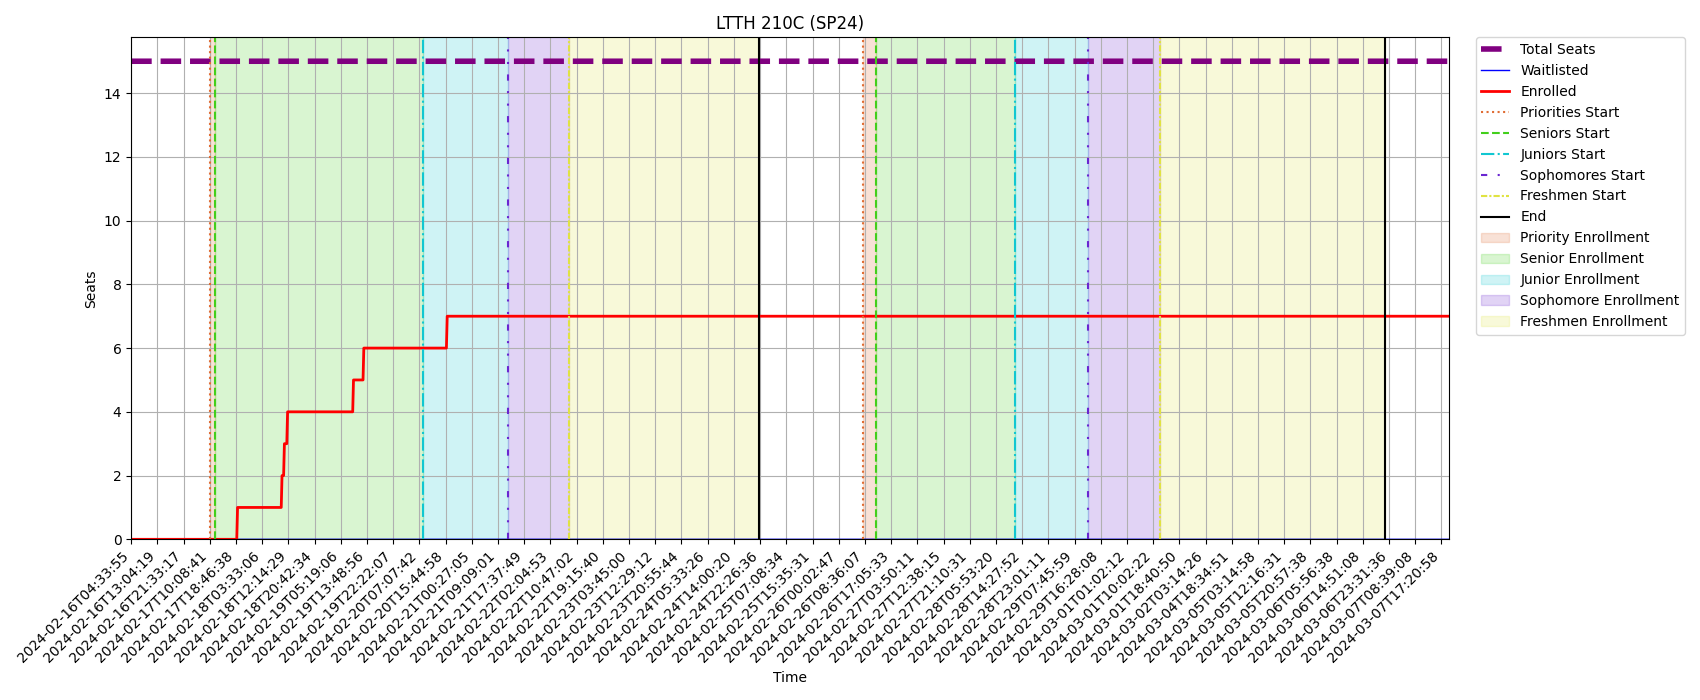 LTTH 210C (SP24)
Total Seats
Waitlisted
Enrolled
Priorities Start
Seniors Start
Juniors Start
Sophomores Start
Freshmen Start
End
Priority Enrollment
Senior Enrollment
Junior Enrollment
Sophomore Enrollment
Freshmen Enrollment
Seats
14
12
10
8
6
4
2
0
2024-02-16T04:33:55
2024-02-16T13:04:19
2024-02-16T21:33:17
2024-02-17T10:08:41
2024-02-17T18:46:38
2024-02-18T03:33:06
2024-02-18T12:14:29
2024-02-18T20:42:34
2024-02-19T05:19:06
2024-02-19T13:48:56
2024-02-19T22:22:07
2024-02-20T07:07:42
2024-02-20T15:44:58
2024-02-21T00:27:05
2024-02-21T09:09:01
2024-02-21T17:37:49
2024-02-22T02:04:53
2024-02-22T10:47:02
2024-02-22T19:15:40
2024-02-23T03:45:00
2024-02-23T12:29:12
2024-02-23T20:55:44
2024-02-24T05:33:26
2024-02-24T14:00:20
2024-02-24T22:26:36
2024-02-25T07:08:34
2024-02-25T15:35:31
2024-02-26T00:02:47
2024-02-26T08:36:07
2024-02-26T17:05:33
2024-02-27T03:50:11
2024-02-27T12:38:15
2024-02-27T21:10:31
2024-02-28T05:53:20
2024-02-28T14:27:52
2024-02-28T23:01:11
2024-02-29T07:45:59
2024-02-29T16:28:08
2024-03-01T01:02:12
2024-03-01T10:02:22
2024-03-01T18:40:50
2024-03-02T03:14:26
2024-03-04T18:34:51
2024-03-05T03:14:58
2024-03-05T12:16:31
2024-03-05T20:57:38
2024-03-06T05:56:38
2024-03-06T14:51:08
2024-03-06T23:31:36
2024-03-07T08:39:08
2024-03-07T17:20:58
Time